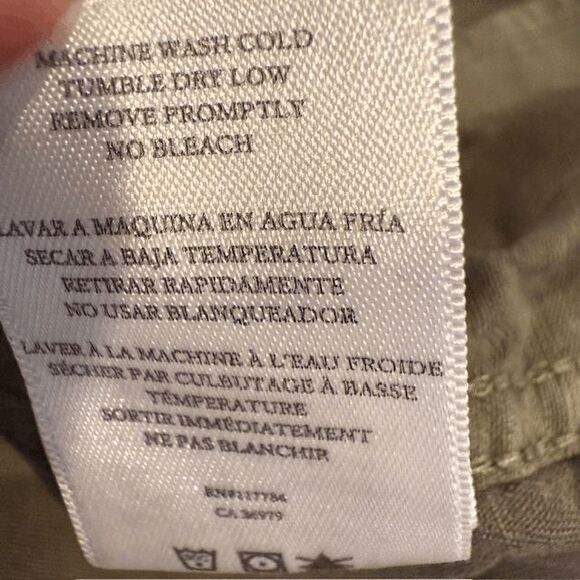 MACHINE WASH COLD
TUMBLE DRY LOW
REMOVE PROMPTLY
NO BLEACH
LAVAR A MAQUINA EN AGUA FRÍA
SECAR A BAJA TEMPERATURA
RETIRAR RAPIDAMENTE
NO USAR BLANQUEADOR
LAVER À LA MACHINE À L'EAU FROIDE
SÉCHER PAR CULBUTAGE À BASSE
TEMPÉRATURE
SORTIR IMMÉDIATEMENT
NE PAS BLANCHIR
RN#117786
CA 36979